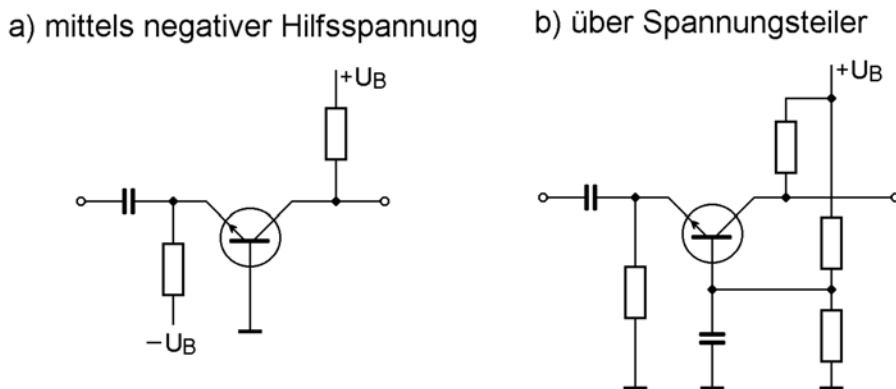 a) mittels negativer Hilfsspannung
+UB
−UB
b) über Spannungsteiler
+UB